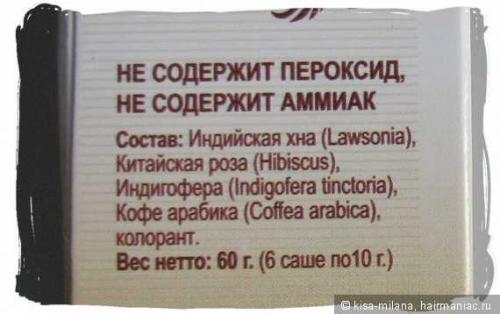 НЕ СОДЕРЖИТ ПЕРОКСИД,
НЕ СОДЕРЖИТ АММИАК
Состав: Индийская хна (Lawsonia),
Китайская роза (Hibiscus),
Индигофера (Indigofera tinctoria),
Кофе арабика (Coffea arabica),
колорант.
Вес нетто: 60 г. (6 саше по10 г.)
© kisa-milana, hairmaniac.ru